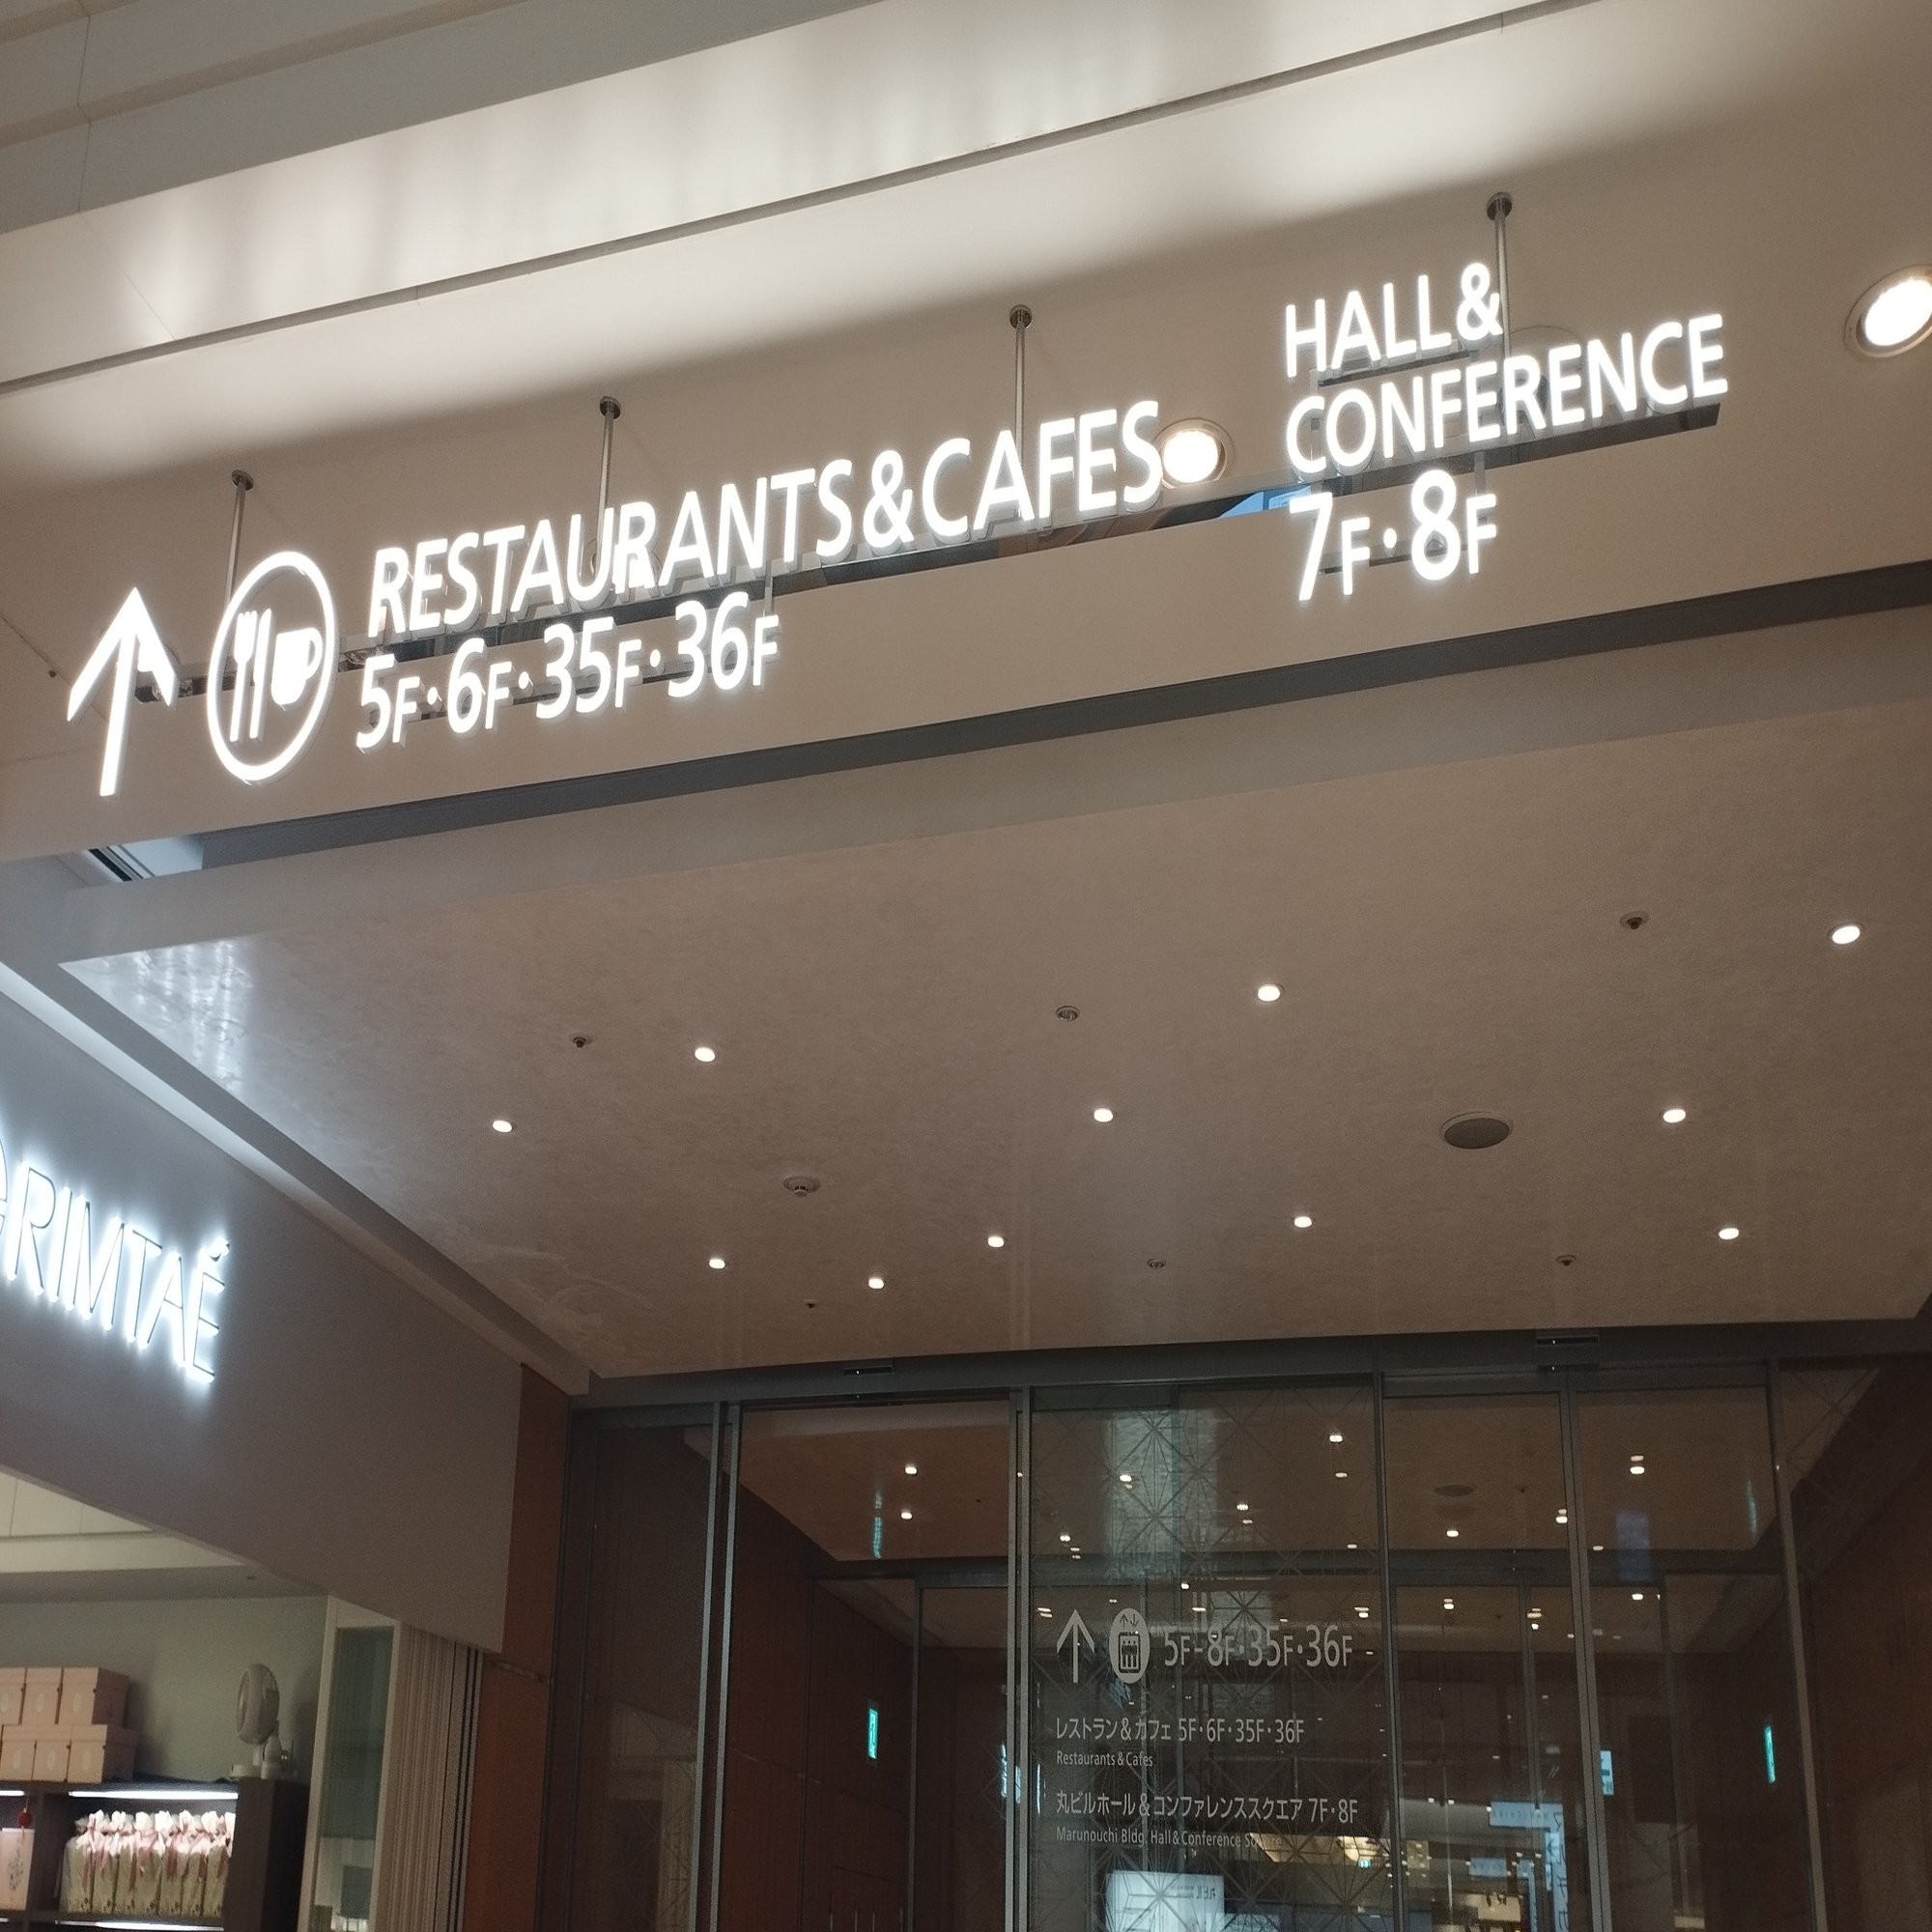 RESTAURANTS&CAFES
5F・6F・35F・36F
HALL&
CONFERENCE
7F・8F
RIMTAÉ
5F-8F・35F・36F
レストラン&カフェ 5F・6F・35F・36F
Restaurants&Cafes
丸ビルホール&コンファレンススクエア 7F・8F
Marunouchi Bldg. Hall&Conference Square